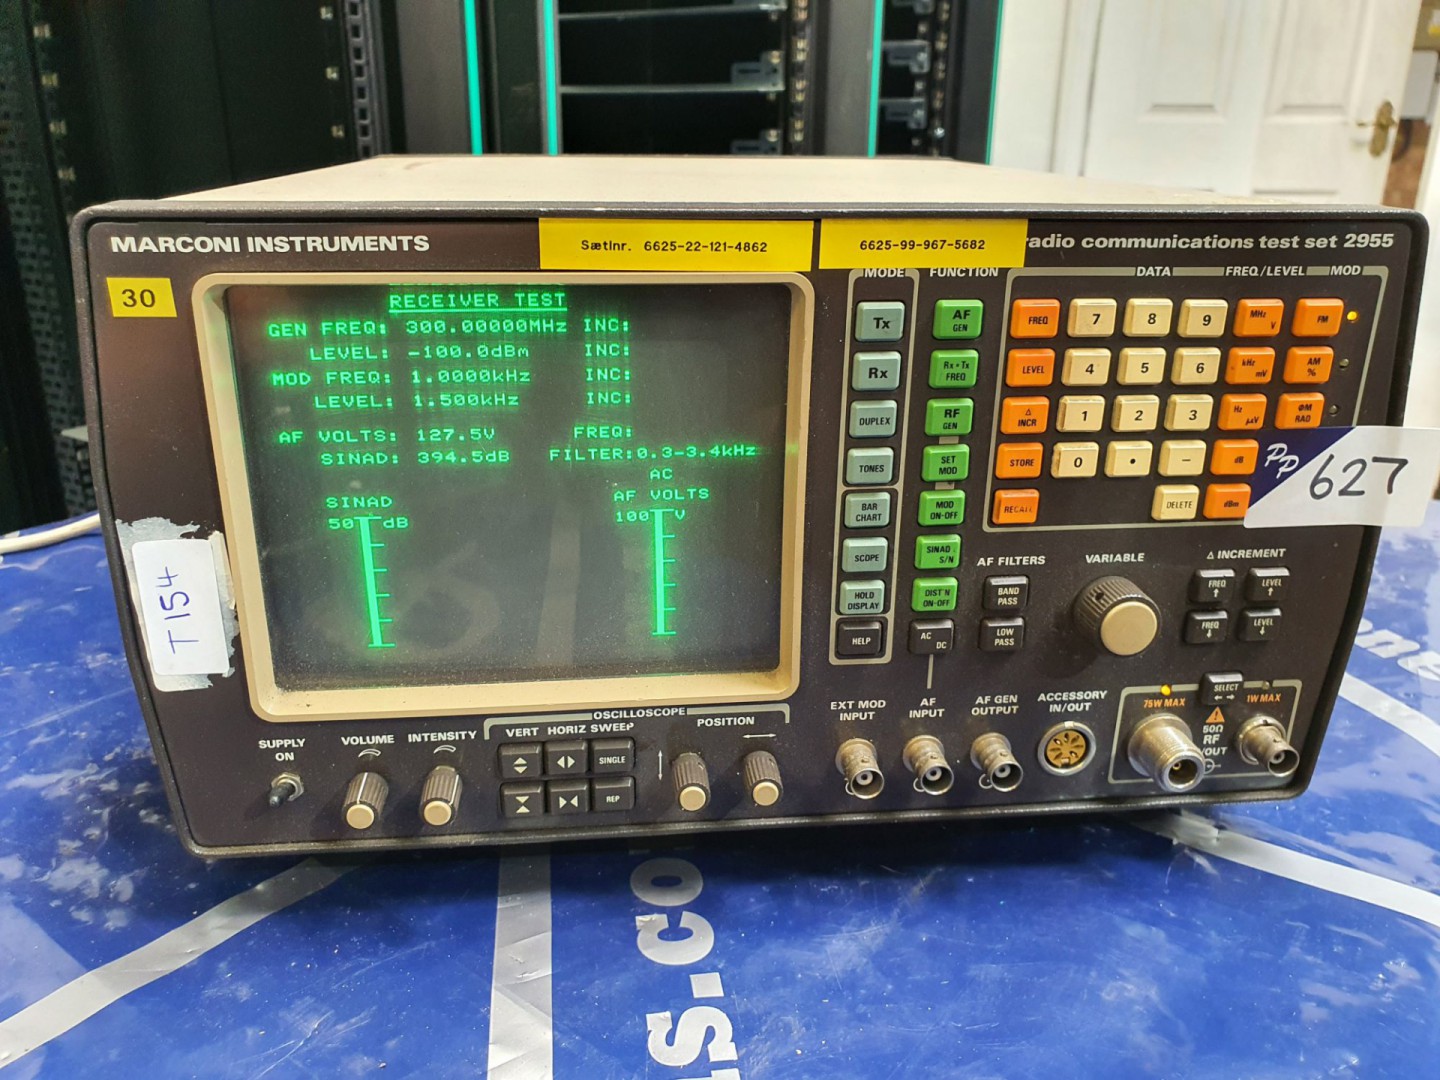 MARCONI INSTRUMENTS
Sætlnr. 6625-22-121-4862
6625-99-967-5682
radio communications test set 2955
30
T 154
PP 627
RECEIVER TEST
GEN FREQ: 300.00000MHz INC:
LEVEL: -100.0dBm INC:
MOD FREQ: 1.0000kHz INC:
LEVEL: 1.500kHz INC:
AF VOLTS: 127.5V FREQ:
SINAD: 394.5dB FILTER:0.3-3.4kHz
AC
SINAD AF VOLTS
50 dB 100 V
MODE FUNCTION DATA FREQ/LEVEL MOD
Tx AF GEN FREQ 7 8 9 MHz V FM
Rx Rx•Tx FREQ LEVEL 4 5 6 kHz mV AM %
DUPLEX RF GEN Δ INCR 1 2 3 Hz µV ΦM RAD
TONES SET MOD STORE 0 • − dB
BAR CHART MOD ON-OFF RECALL DELETE dBm
SCOPE SINAD S/N AF FILTERS VARIABLE Δ INCREMENT
HOLD DISPLAY DIST'N ON-OFF BAND PASS FREQ ↑ LEVEL ↑
HELP AC DC LOW PASS FREQ ↓ LEVEL ↓
SUPPLY ON
VOLUME
INTENSITY
OSCILLOSCOPE
VERT HORIZ SWEEP POSITION
SINGLE
REP
EXT MOD INPUT
AF INPUT
AF GEN OUTPUT
ACCESSORY IN/OUT
75W MAX
SELECT
1W MAX
50Ω
RF
/OUT
s.co